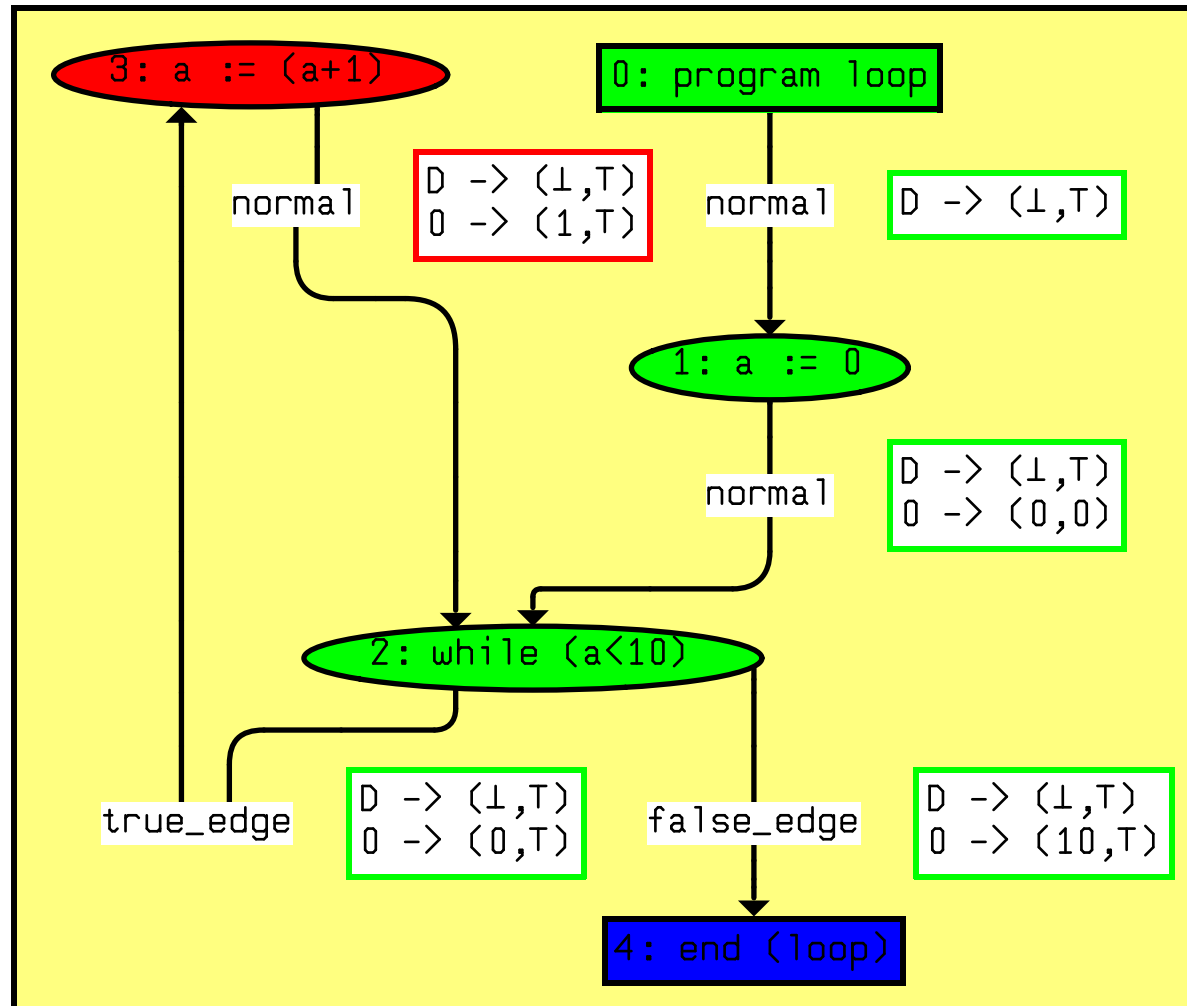 3: a := (a+1)
0: program loop
D -> (⊥,T)
0 -> (1,T)
normal
normal
D -> (⊥,T)
1: a := 0
D -> (⊥,T)
0 -> (0,0)
normal
2: while (a<10)
D -> (⊥,T)
0 -> (0,T)
true_edge
false_edge
D -> (⊥,T)
0 -> (10,T)
4: end (loop)